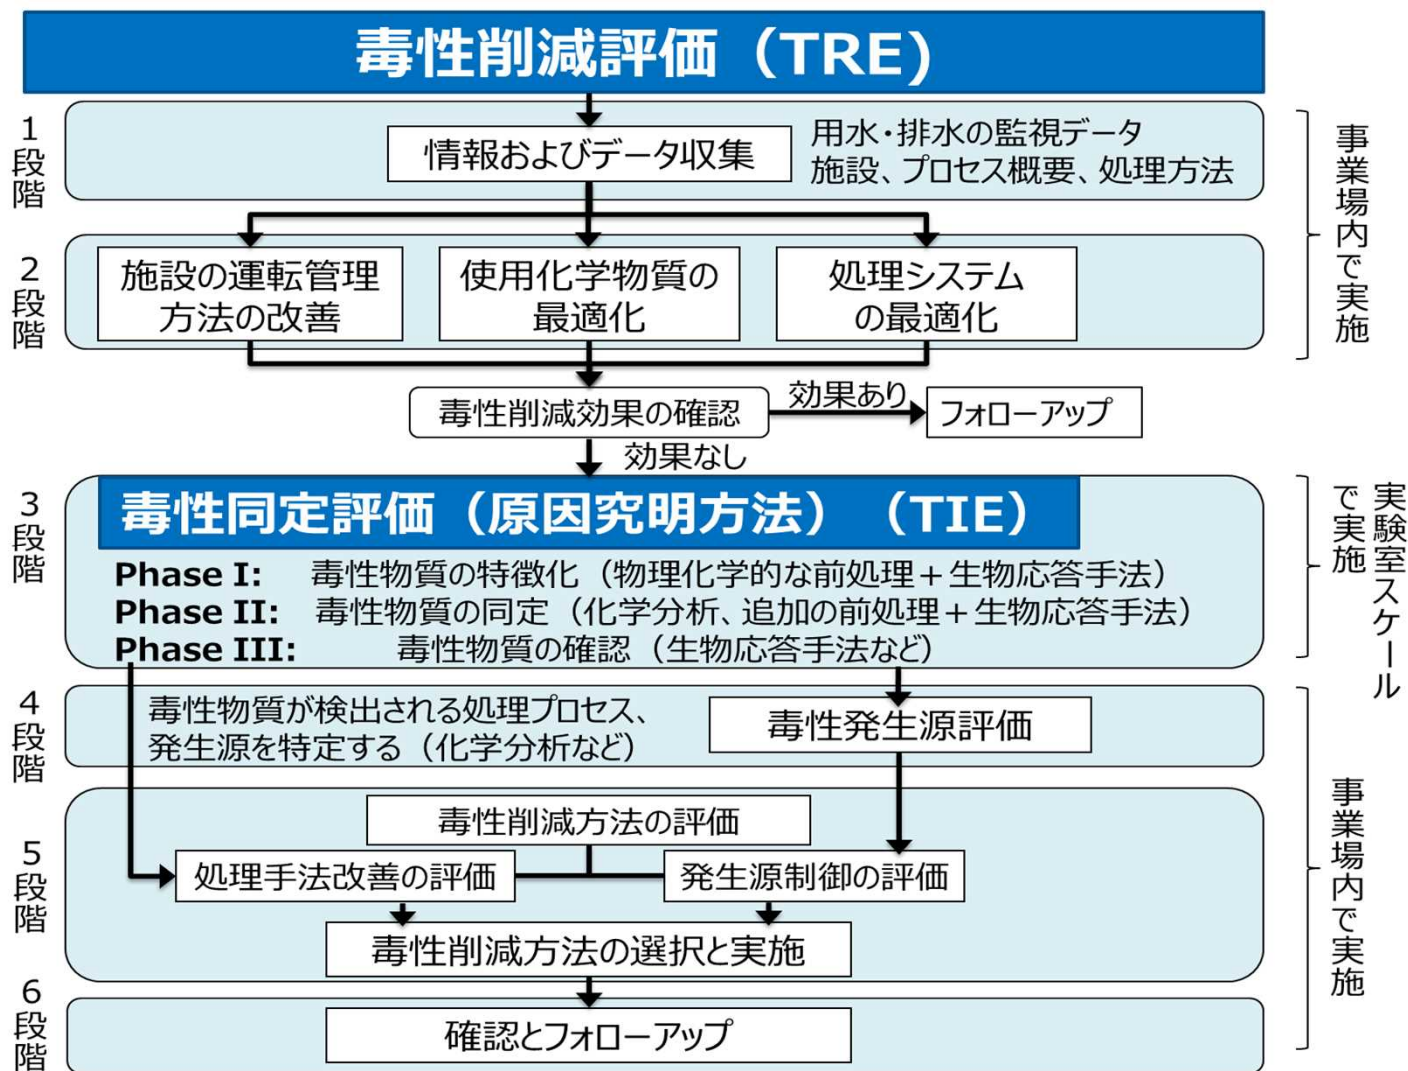 毒性削減評価（TRE）
1段階
情報およびデータ収集
用水・排水の監視データ
施設、プロセス概要、処理方法
事業場内で実施
2段階
施設の運転管理
方法の改善
使用化学物質の
最適化
処理システム
の最適化
毒性削減効果の確認
効果あり
フォローアップ
効果なし
3段階
毒性同定評価（原因究明方法）（TIE）
Phase I: 毒性物質の特徴化（物理化学的な前処理＋生物応答手法）
Phase II: 毒性物質の同定（化学分析、追加の前処理＋生物応答手法）
Phase III: 毒性物質の確認（生物応答手法など）
実験室スケール
で実施
4段階
毒性物質が検出される処理プロセス、
発生源を特定する（化学分析など）
毒性発生源評価
5段階
毒性削減方法の評価
処理手法改善の評価
発生源制御の評価
毒性削減方法の選択と実施
事業場内で実施
6段階
確認とフォローアップ